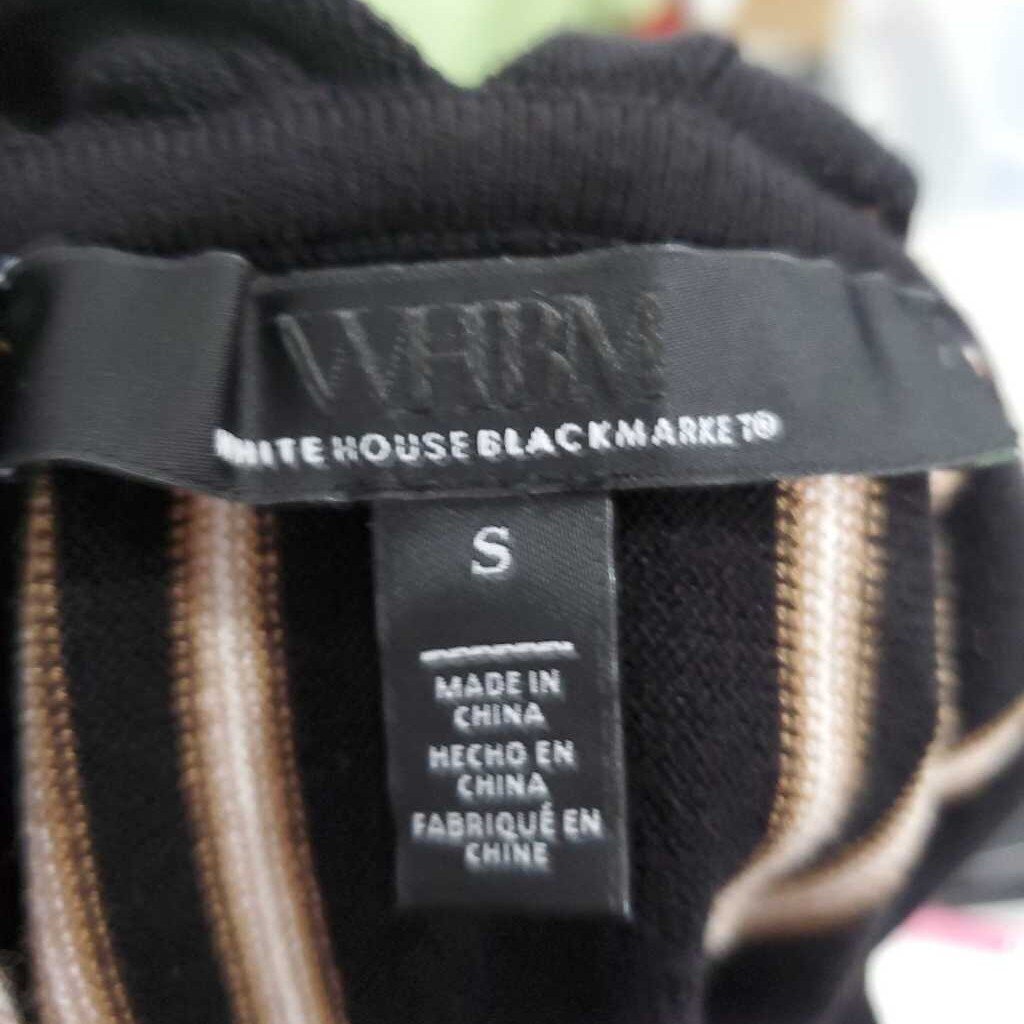 WHBM
WHITE HOUSE BLACK MARKET®
S
MADE IN
CHINA
HECHO EN
CHINA
FABRIQUÉ EN
CHINE